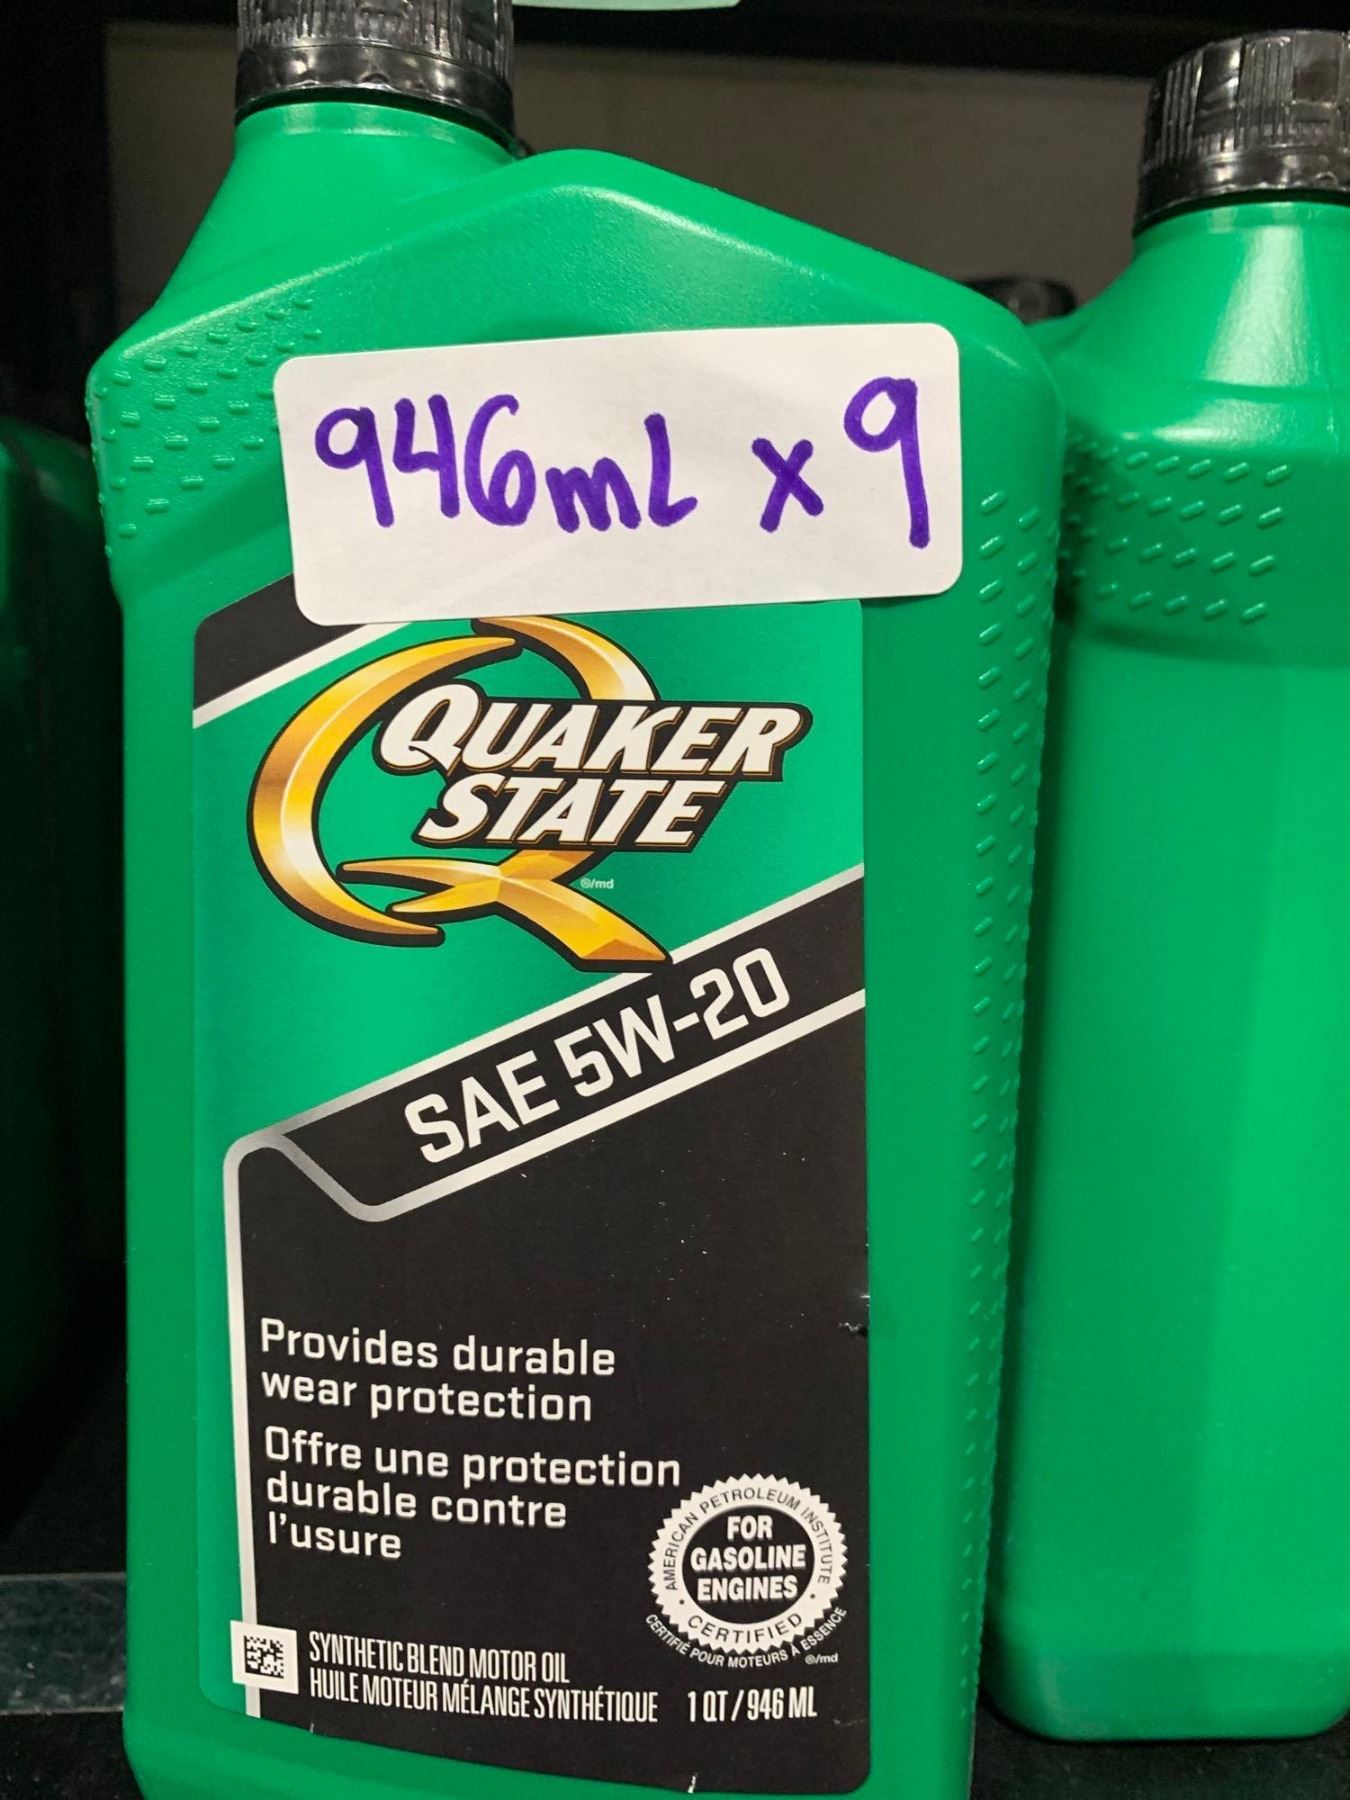 946mL x 9
QUAKER
STATE
®/md
SAE 5W-20
Provides durable
wear protection
Offre une protection
durable contre
l'usure
AMERICAN PETROLEUM INSTITUTE
FOR
GASOLINE
ENGINES
CERTIFIED
CERTIFIÉ POUR MOTEURS À ESSENCE
®/md
SYNTHETIC BLEND MOTOR OIL
HUILE MOTEUR MÉLANGE SYNTHÉTIQUE 1 QT / 946 ML